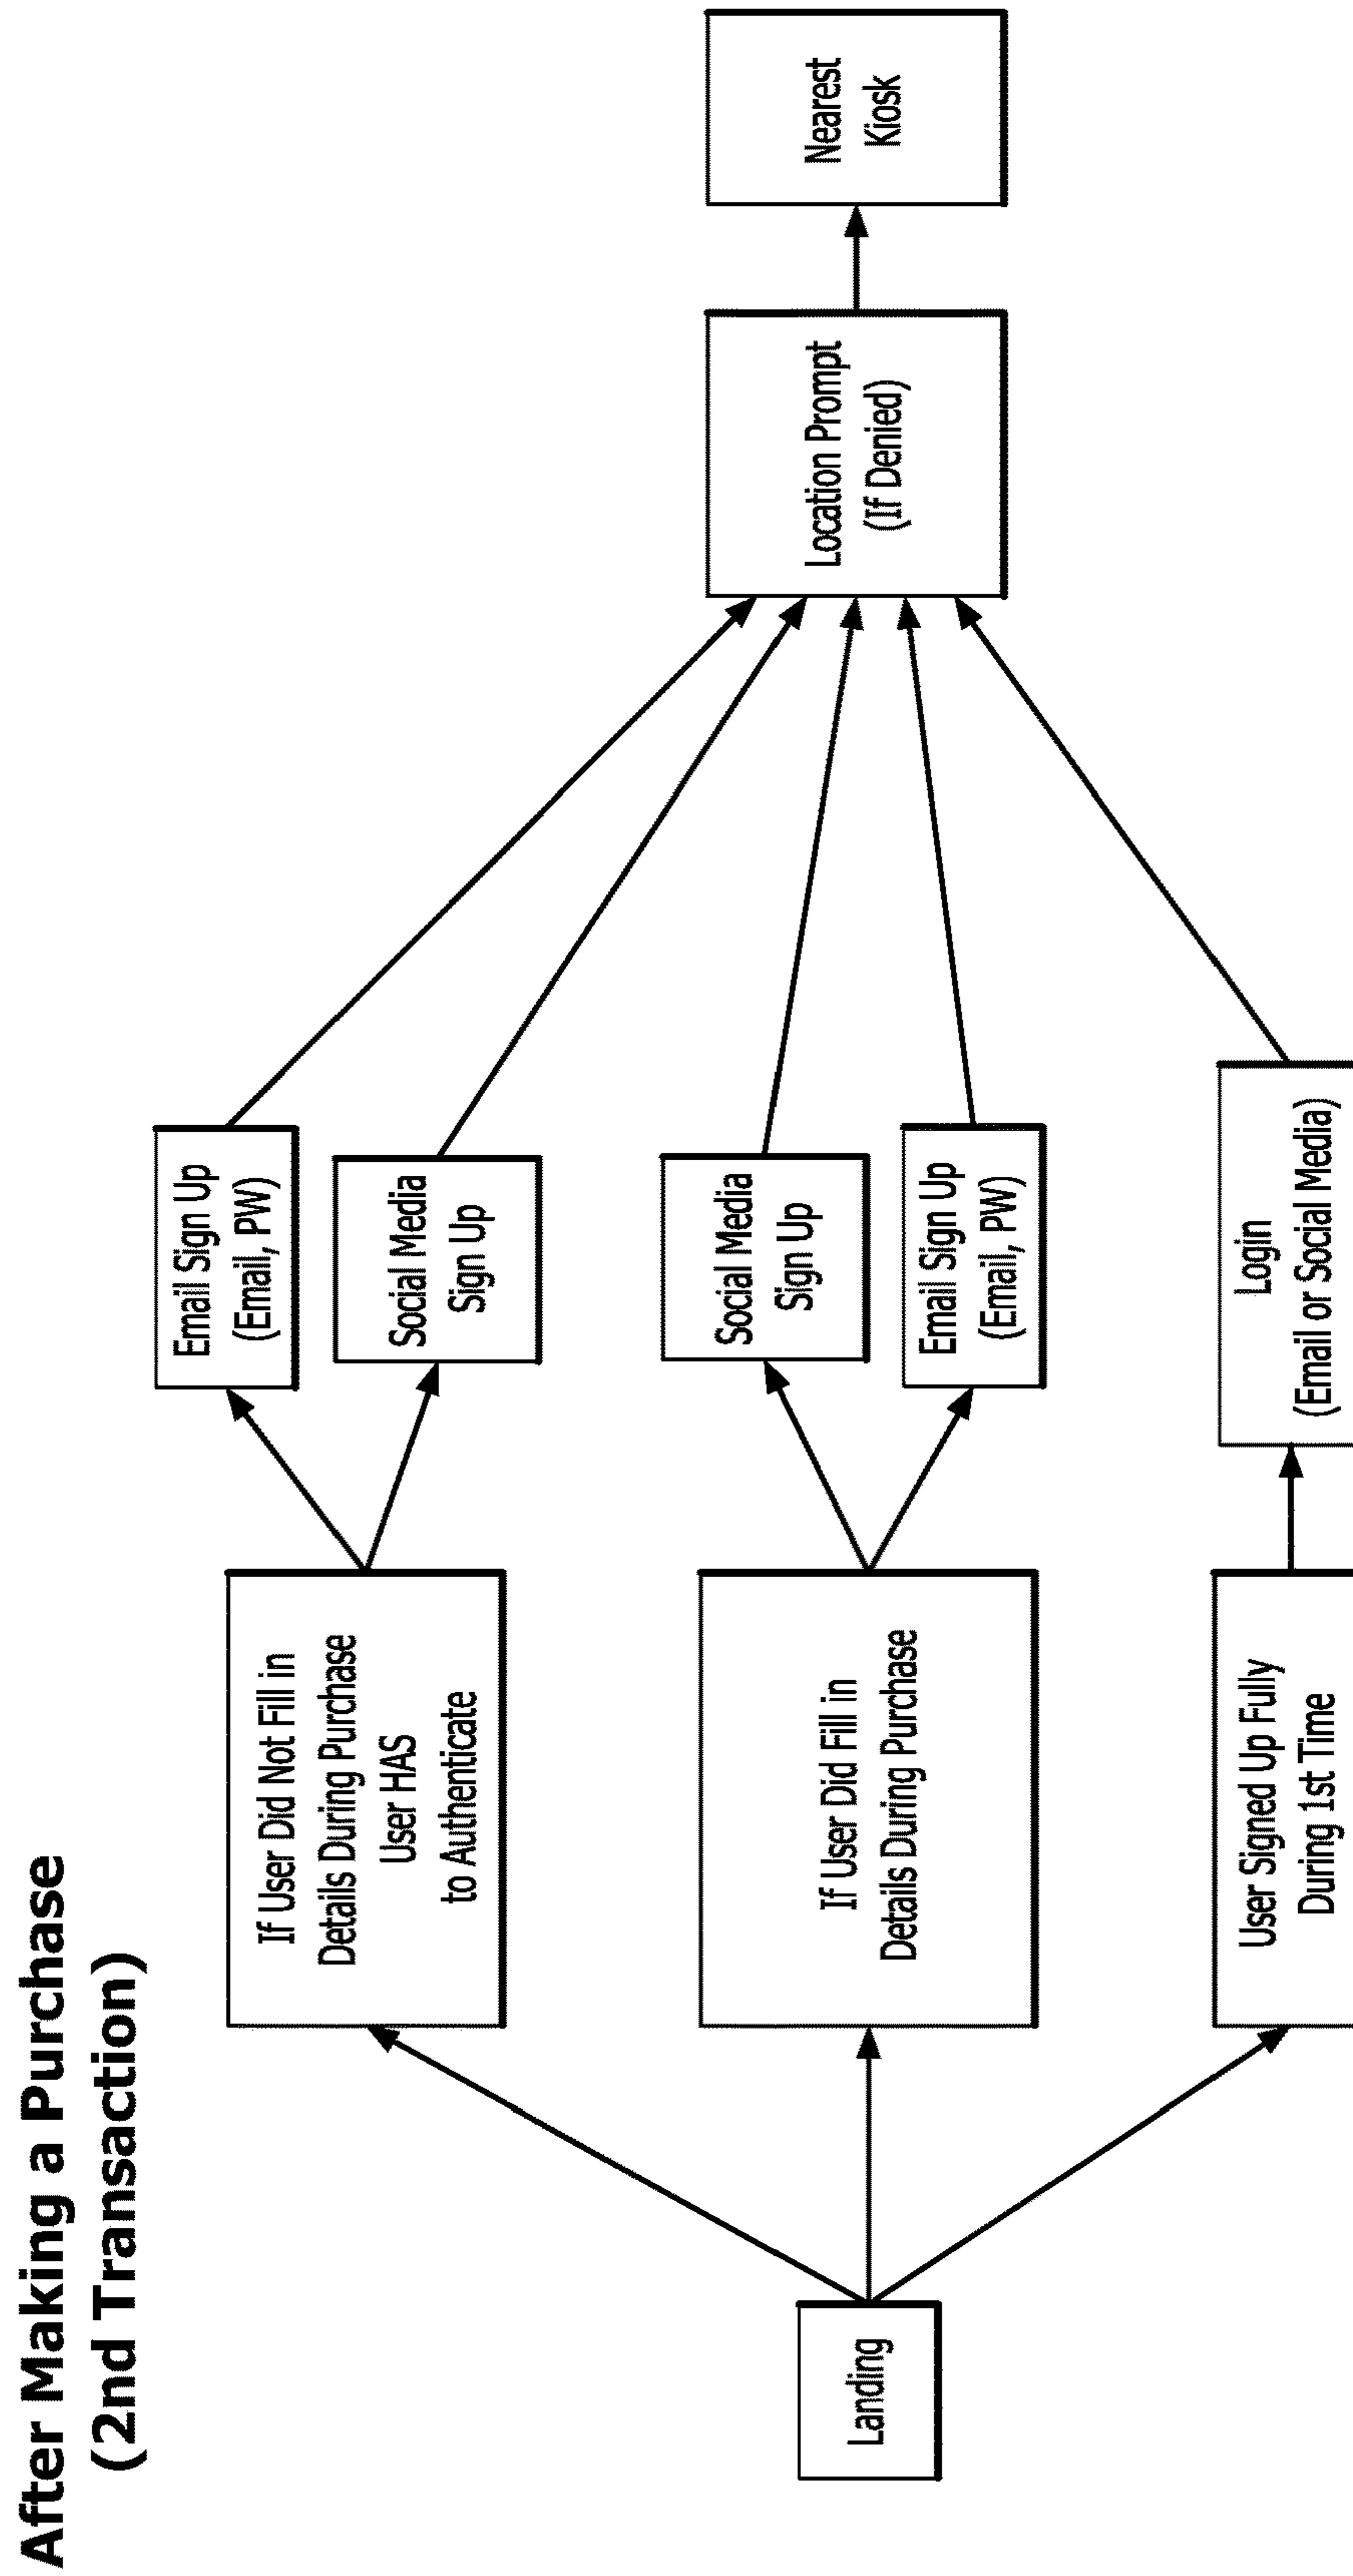 After Making a Purchase
(2nd Transaction)
Landing
If User Did Not Fill in
Details During Purchase
User HAS
to Authenticate
If User Did Fill in
Details During Purchase
User Signed Up Fully
During 1st Time
Email Sign Up
(Email, PW)
Social Media
Sign Up
Social Media
Sign Up
Email Sign Up
(Email, PW)
Login
(Email or Social Media)
Location Prompt
(If Denied)
Nearest
Kiosk